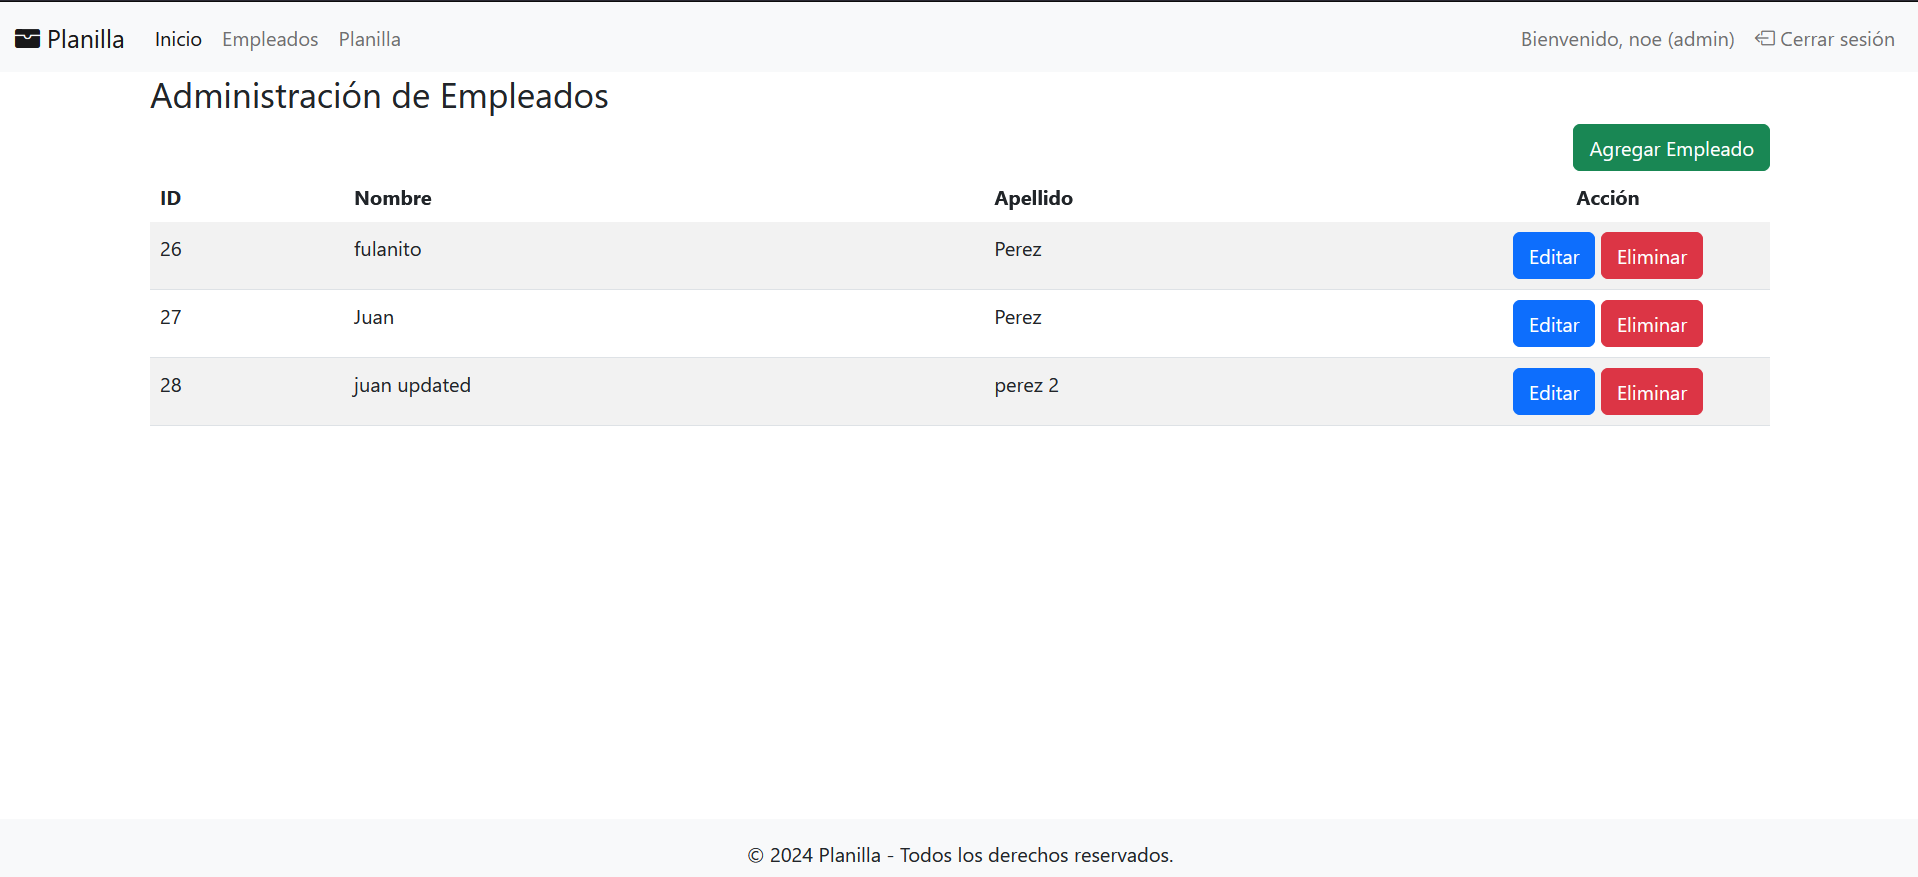 Planilla Inicio Empleados Planilla Bienvenido, noe (admin) Cerrar sesión
Administración de Empleados
Agregar Empleado
ID Nombre Apellido Acción
26 fulanito Perez Editar Eliminar
27 Juan Perez Editar Eliminar
28 juan updated perez 2 Editar Eliminar
© 2024 Planilla - Todos los derechos reservados.